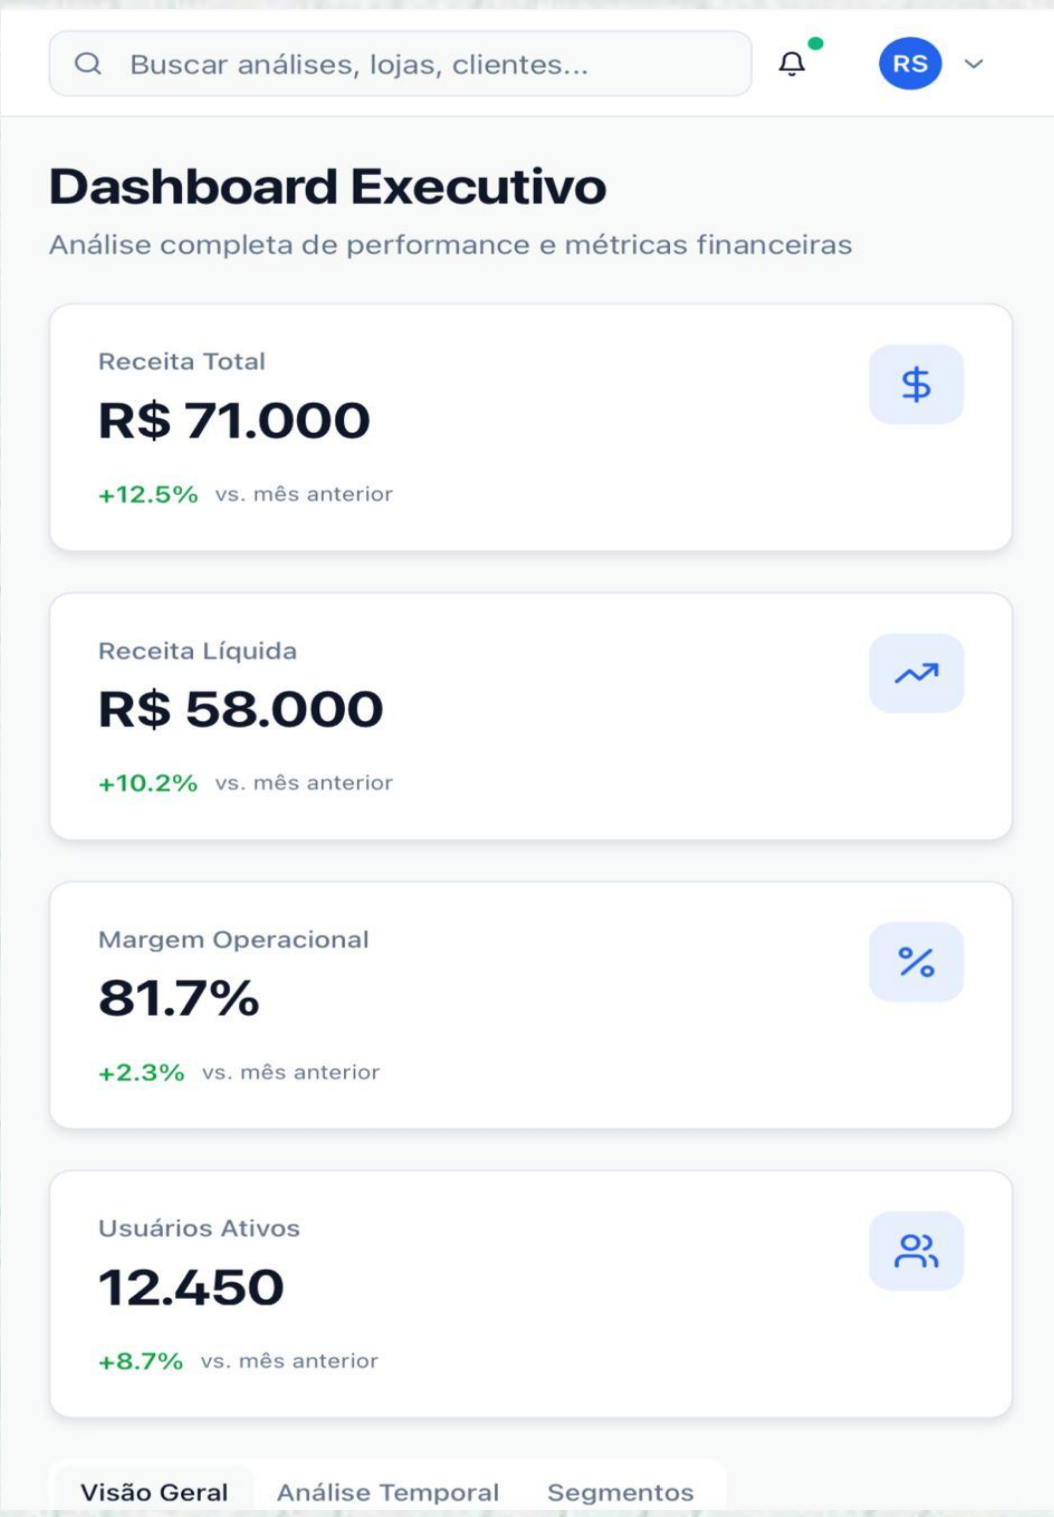 Buscar análises, lojas, clientes...
RS
Dashboard Executivo
Análise completa de performance e métricas financeiras
Receita Total
R$ 71.000
+12.5% vs. mês anterior
Receita Líquida
R$ 58.000
+10.2% vs. mês anterior
Margem Operacional
81.7%
+2.3% vs. mês anterior
Usuários Ativos
12.450
+8.7% vs. mês anterior
Visão Geral Análise Temporal Segmentos